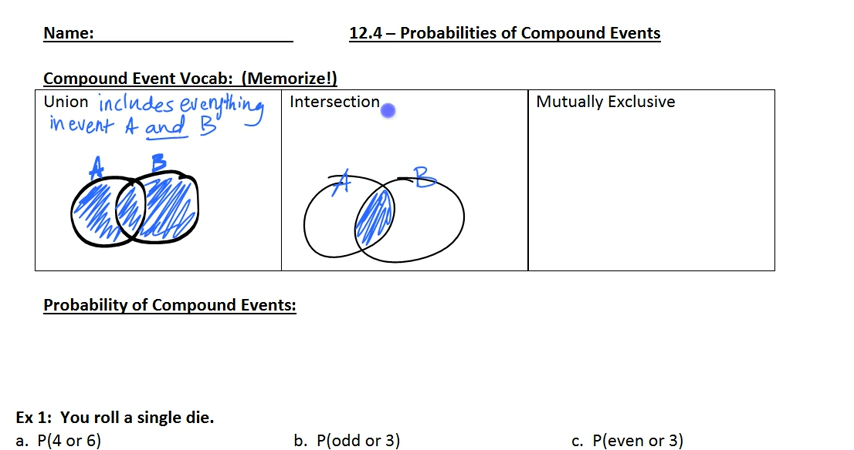 Name:
12.4 – Probabilities of Compound Events
Compound Event Vocab:  (Memorize!)
Union includes everything
in event A and B
A B
Intersection
A B
Mutually Exclusive
Probability of Compound Events:
Ex 1:  You roll a single die.
a.  P(4 or 6)
b.  P(odd or 3)
c.  P(even or 3)